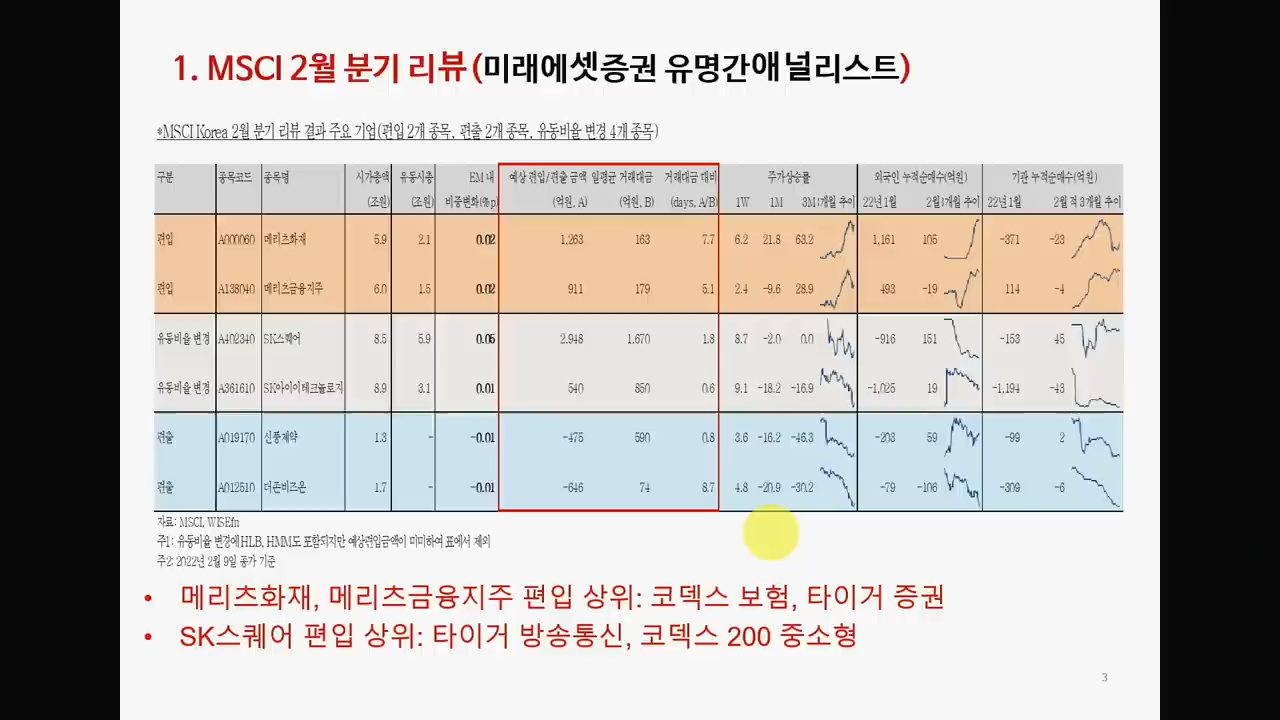 1. MSCI 2월 분기 리뷰 (미래에셋증권 유명간애널리스트)
*MSCI Korea 2월 분기 리뷰 결과 주요 기업(편입 2개 종목, 편출 2개 종목, 유동비율 변경 4개 종목)
구분 종목코드 종목명 시가총액 유동시총 EM 내 예상 편입/편출 금액 일평균 거래대금 거래대금 대비 주가상승률 외국인 누적순매수(억원) 기관 누적순매수(억원)
(조원) (조원) 비중변화(%p) (억원, A) (억원, B) (days, A/B) 1W 1M 3M 개월 추이 22년 1월 2월 개월 추이 22년 1월 2월 적 3개월 추이
편입 A000060 메리츠화재 5.9 2.1 0.02 1,263 163 7.7 6.2 21.8 63.2 1,161 105 -371 -23
편입 A138040 메리츠금융지주 6.0 1.5 0.02 911 179 5.1 2.4 -9.6 28.9 493 -19 114 -4
유동비율 변경 A402340 SK스퀘어 8.5 5.9 0.05 2,948 1,670 1.8 8.7 -2.0 0.0 -916 151 -153 45
유동비율 변경 A361610 SK아이이테크놀로지 8.9 3.1 0.01 540 850 0.6 9.1 -18.2 -16.9 -1,025 19 -1,194 -43
편출 A019170 신풍제약 1.3 - -0.01 -475 590 0.8 3.6 -16.2 -46.3 -203 59 -99 2
편출 A012510 더존비즈온 1.7 - -0.01 -646 74 8.7 4.8 -20.9 -30.2 -79 -106 -309 -6
자료: MSCI, WISEfn
주1: 유동비율 변경에 HLB, HMM도 포함되지만 예상편입금액이 미미하여 표에서 제외
주2: 2022년 2월 9일 종가 기준
• 메리츠화재, 메리츠금융지주 편입 상위: 코덱스 보험, 타이거 증권
• SK스퀘어 편입 상위: 타이거 방송통신, 코덱스 200 중소형
3